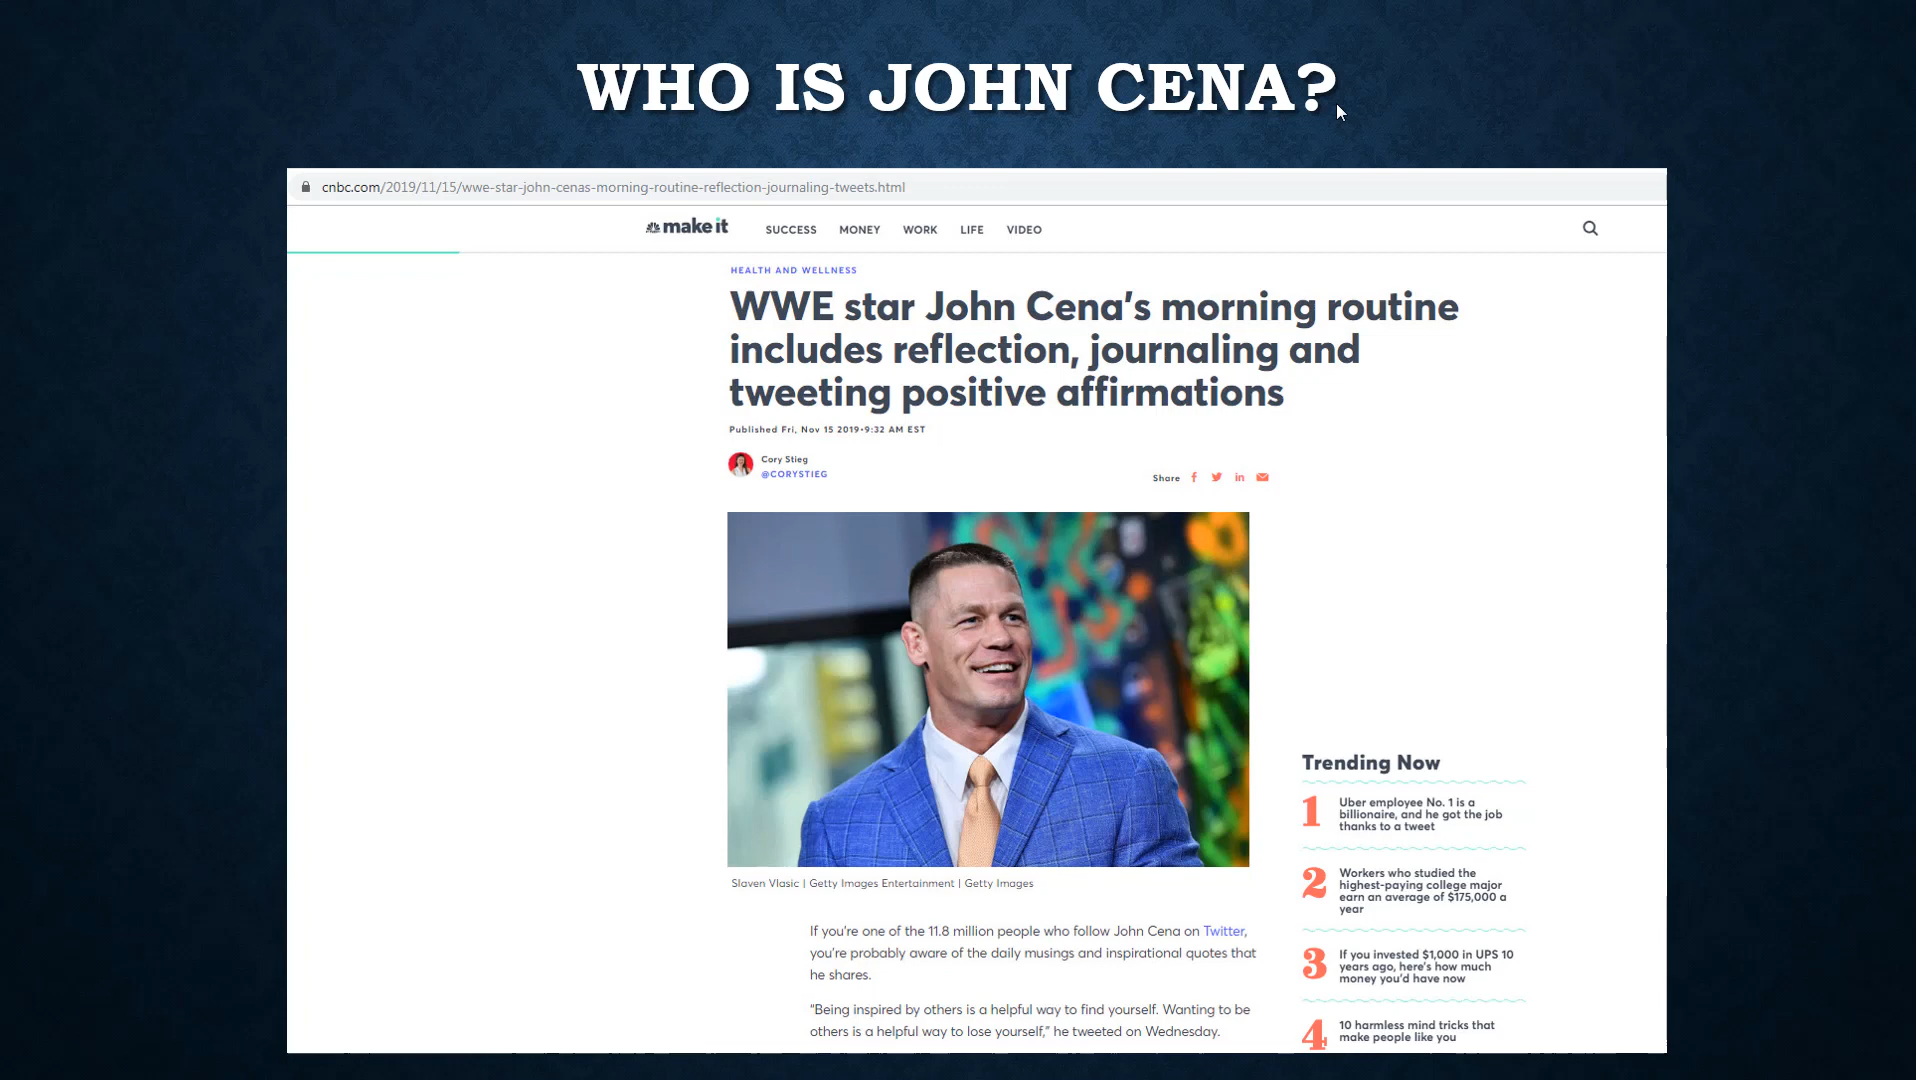 WHO IS JOHN CENA?
cnbc.com/2019/11/15/wwe-star-john-cenas-morning-routine-reflection-journaling-tweets.html
make it SUCCESS MONEY WORK LIFE VIDEO
HEALTH AND WELLNESS
WWE star John Cena's morning routine
includes reflection, journaling and
tweeting positive affirmations
Published Fri, Nov 15 2019•9:32 AM EST
Cory Stieg
@CORYSTIEG
Share
Slaven Vlasic | Getty Images Entertainment | Getty Images
If you're one of the 11.8 million people who follow John Cena on Twitter,
you're probably aware of the daily musings and inspirational quotes that
he shares.
"Being inspired by others is a helpful way to find yourself. Wanting to be
others is a helpful way to lose yourself," he tweeted on Wednesday.
Trending Now
1 Uber employee No. 1 is a
billionaire, and he got the job
thanks to a tweet
2 Workers who studied the
highest-paying college major
earn an average of $175,000 a
year
3 If you invested $1,000 in UPS 10
years ago, here's how much
money you'd have now
4 10 harmless mind tricks that
make people like you